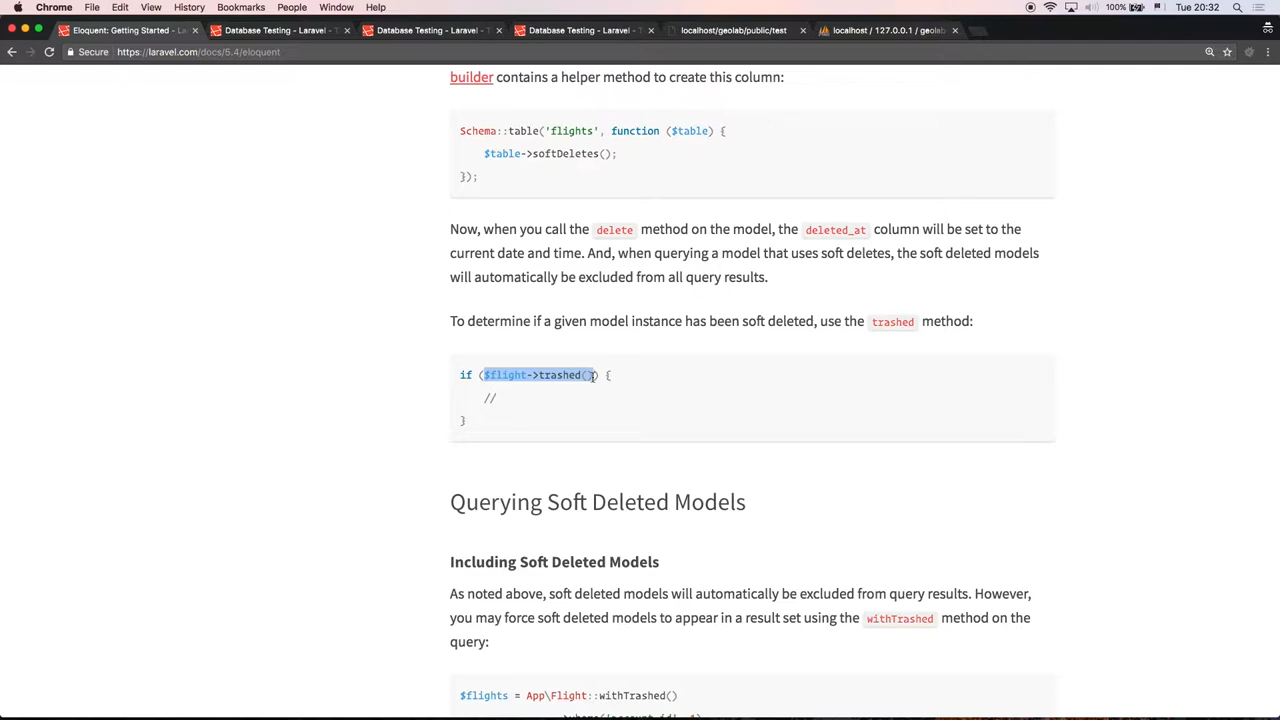 Chrome File Edit View History Bookmarks People Window Help 100% Tue 20:32
Eloquent: Getting Started - La × Database Testing - Laravel - T × Database Testing - Laravel - T × Database Testing - Laravel - T × localhost/geolab/public/test × localhost / 127.0.0.1 / geolab ×
Secure https://laravel.com/docs/5.4/eloquent
builder contains a helper method to create this column:
Schema::table('flights', function ($table) {
$table->softDeletes();
});
Now, when you call the delete method on the model, the deleted_at column will be set to the
current date and time. And, when querying a model that uses soft deletes, the soft deleted models
will automatically be excluded from all query results.
To determine if a given model instance has been soft deleted, use the trashed method:
if ($flight->trashed()) {
//
}
Querying Soft Deleted Models
Including Soft Deleted Models
As noted above, soft deleted models will automatically be excluded from query results. However,
you may force soft deleted models to appear in a result set using the withTrashed method on the
query:
$flights = App\Flight::withTrashed()